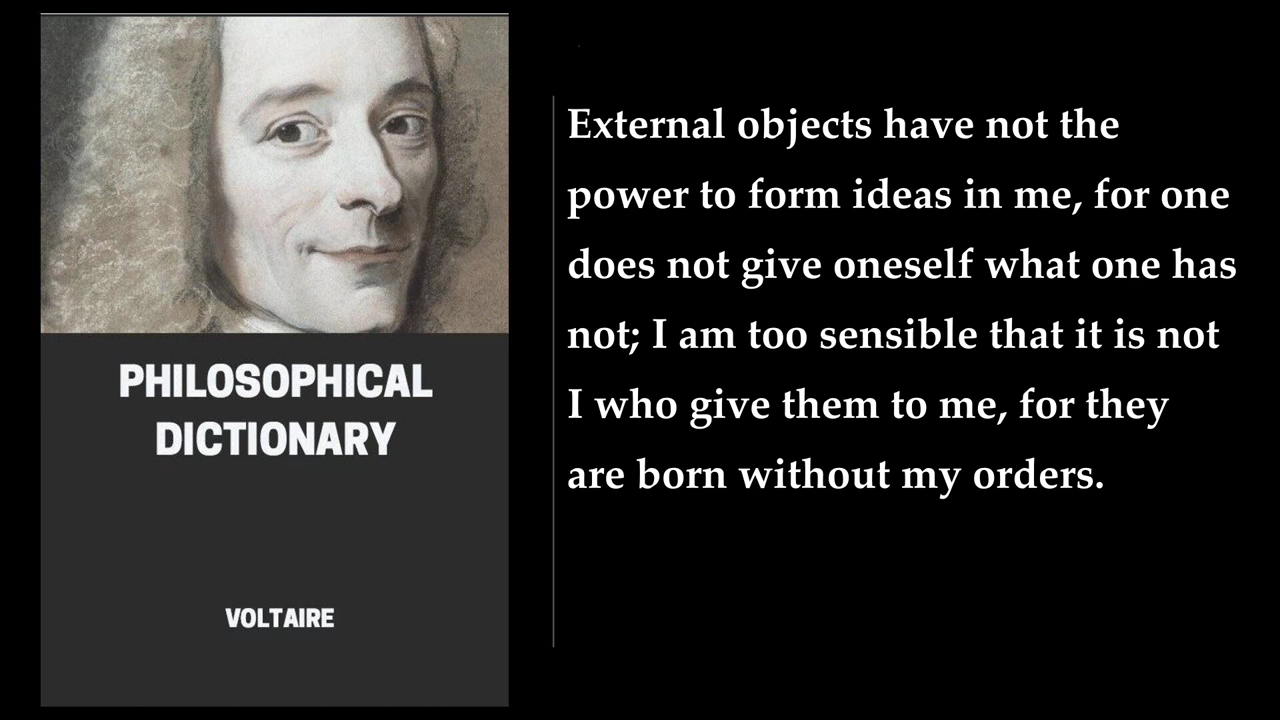 PHILOSOPHICAL
DICTIONARY
VOLTAIRE
External objects have not the
power to form ideas in me, for one
does not give oneself what one has
not; I am too sensible that it is not
I who give them to me, for they
are born without my orders.